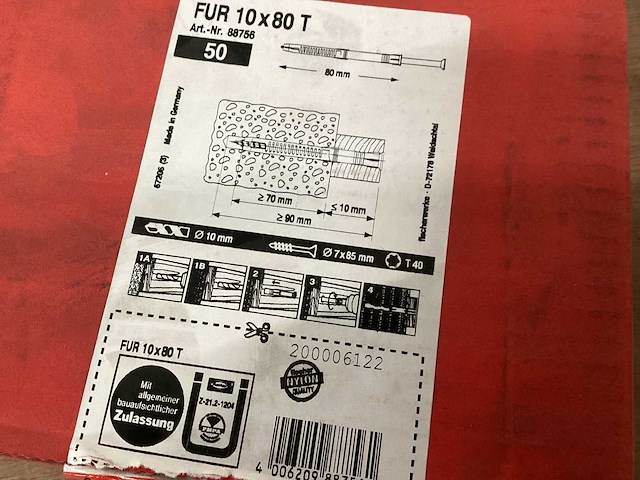 FUR 10x80 T
Art.-Nr. 88756
50
80 mm
67205 (3) Made in Germany
fischerwerke · D-72178 Waldachtal
≥ 70 mm
≤ 10 mm
≥ 90 mm
Ø 10 mm
Ø 7x85 mm
T 40
1A
1B
2
3
4
FUR 10x80 T
200006122
Mit
allgemeiner
bauaufsichtlicher
Zulassung
Z-21.2-1204
NYLON
QUALITY
4 006209 8875